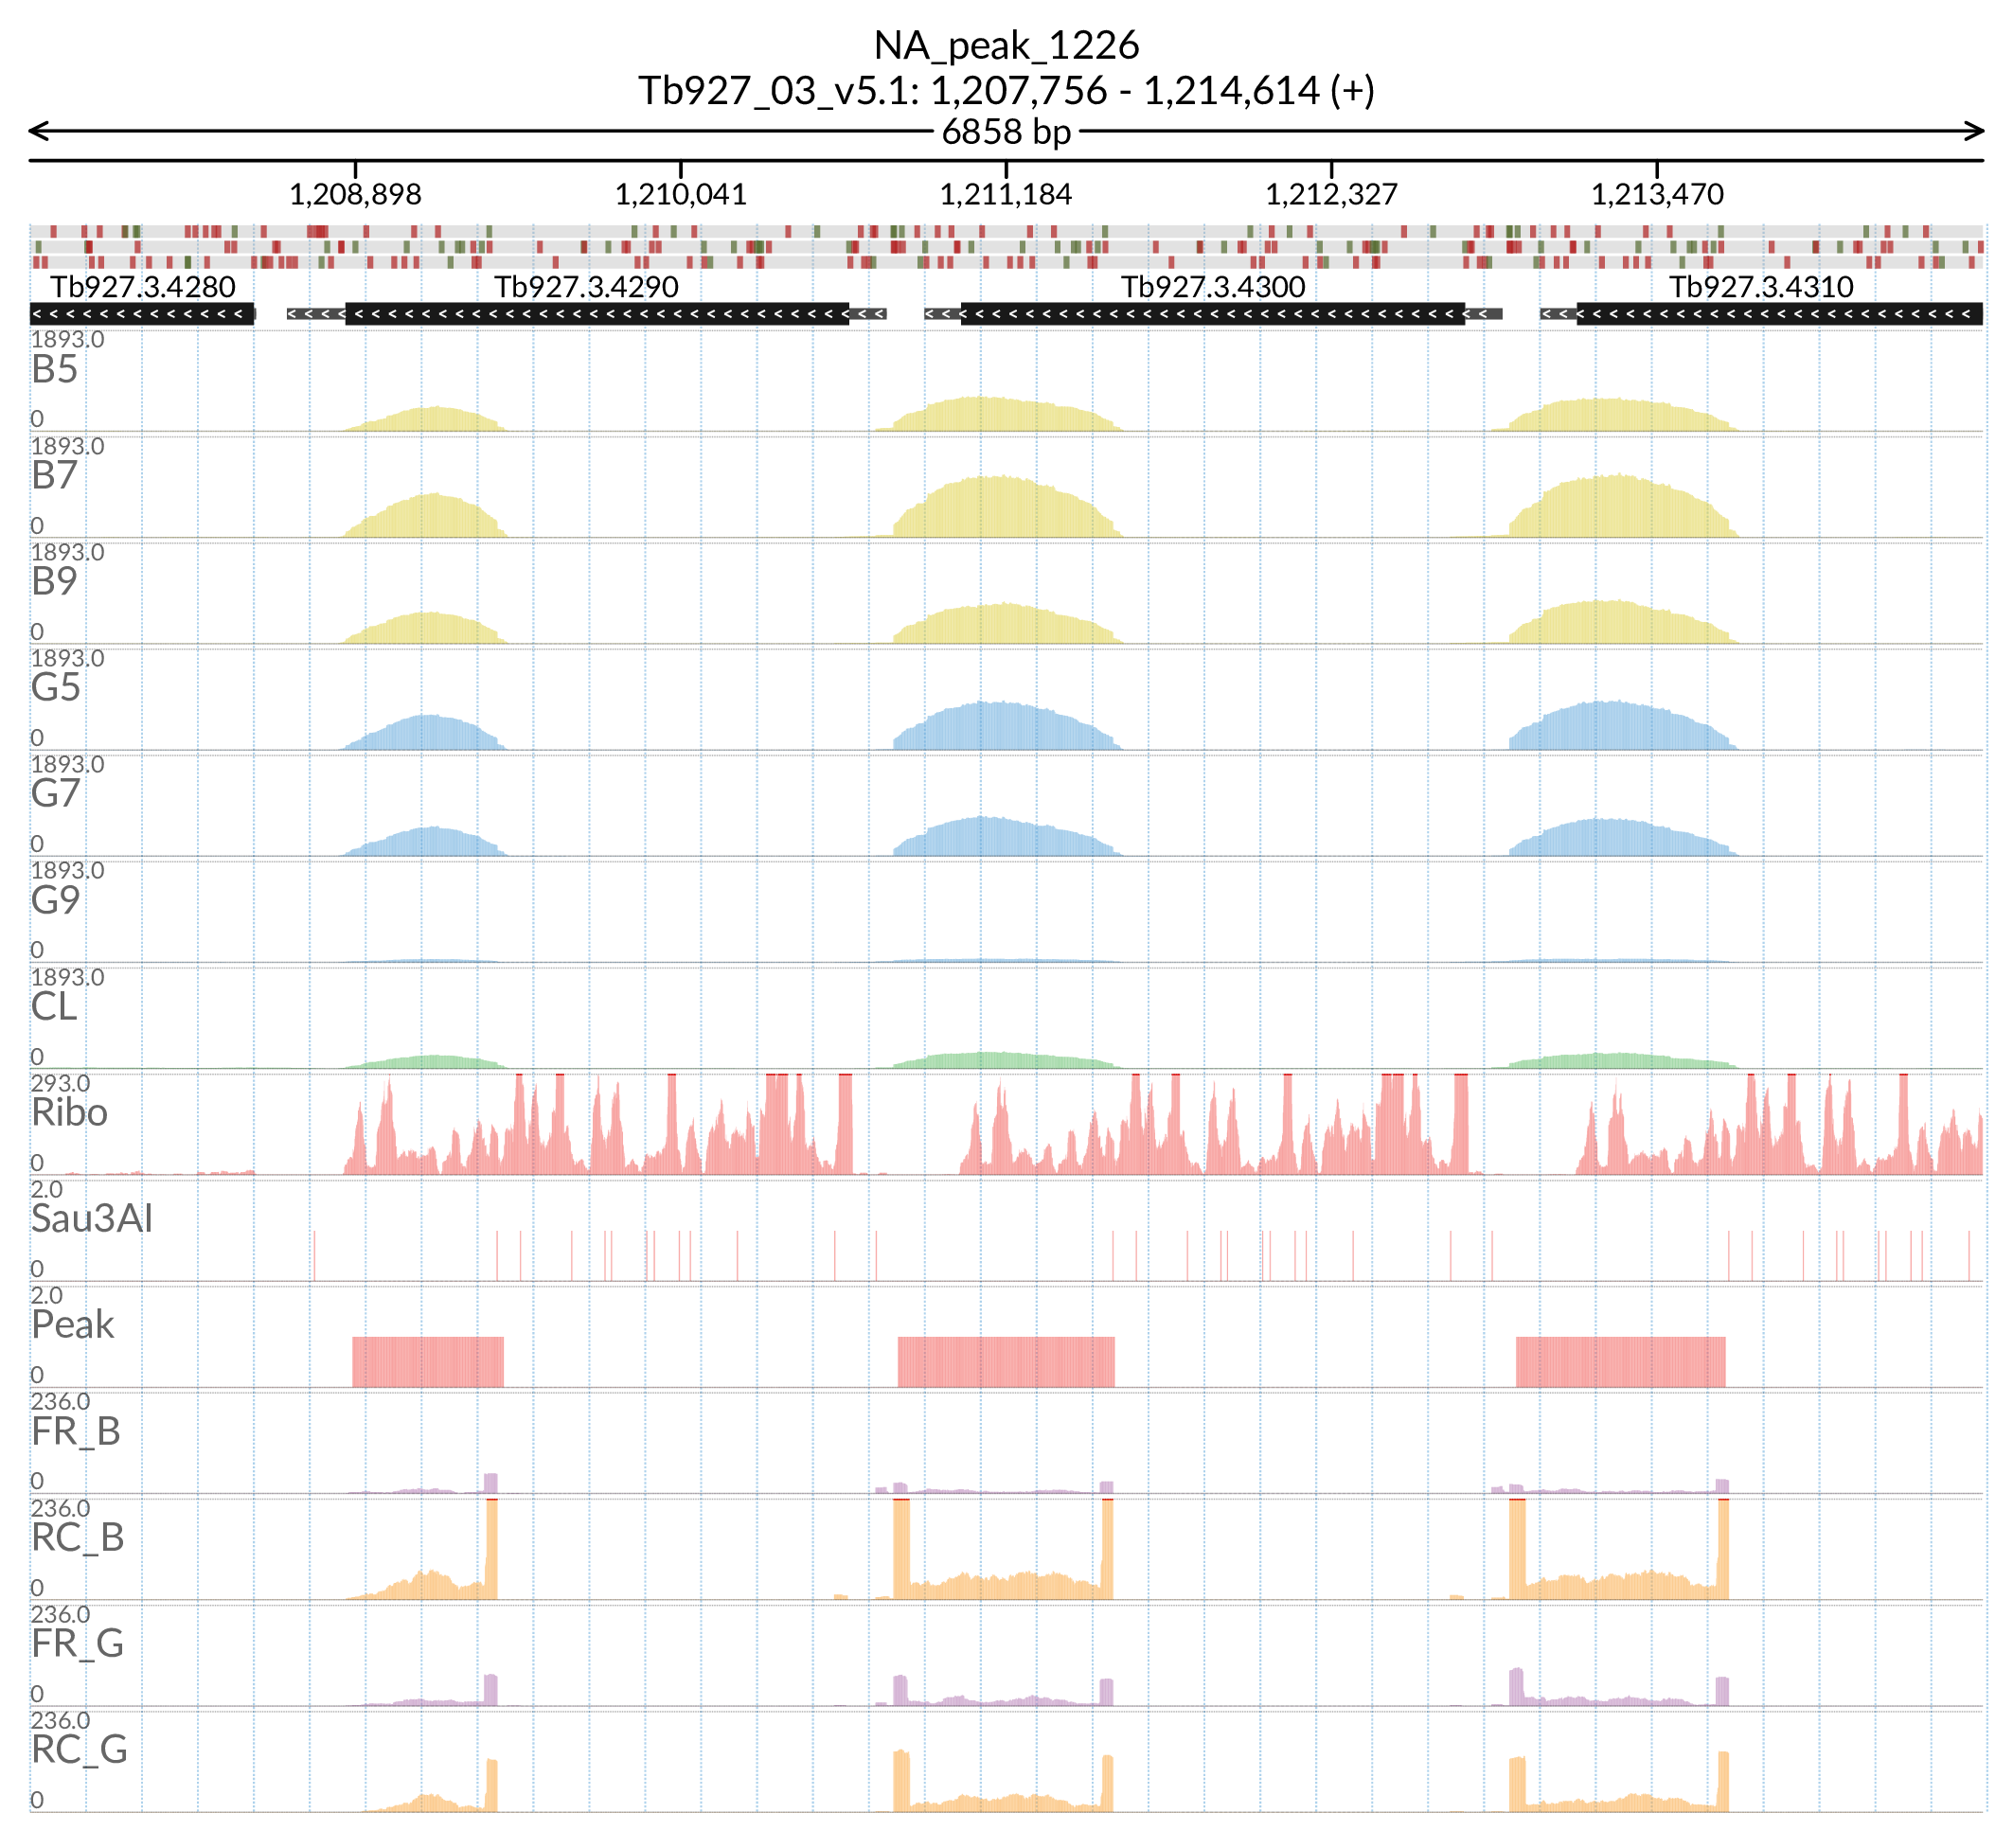 NA_peak_1226
Tb927_03_v5.1: 1,207,756 - 1,214,614 (+)
6858 bp
1,208,898 1,210,041 1,211,184 1,212,327 1,213,470
Tb927.3.4280 Tb927.3.4290 Tb927.3.4300 Tb927.3.4310
1893.0
B5
0
1893.0
B7
0
1893.0
B9
0
1893.0
G5
0
1893.0
G7
0
1893.0
G9
0
1893.0
CL
0
293.0
Ribo
0
2.0
Sau3AI
0
2.0
Peak
0
236.0
FR_B
0
236.0
RC_B
0
236.0
FR_G
0
236.0
RC_G
0